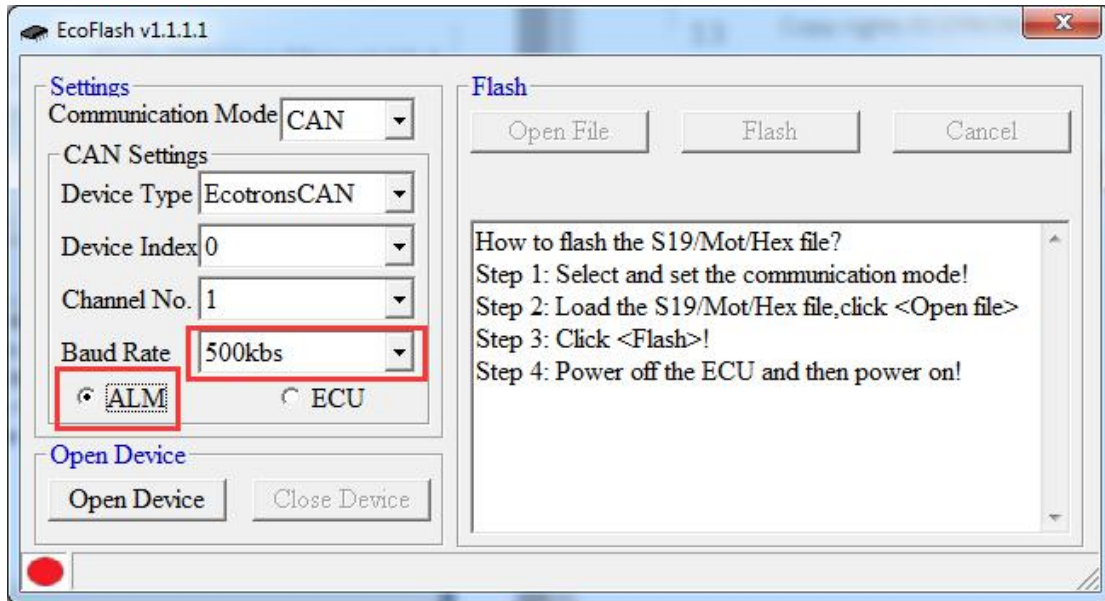 EcoFlash v1.1.1.1
Settings
Communication Mode CAN
CAN Settings
Device Type EcotronsCAN
Device Index 0
Channel No. 1
Baud Rate 500kbs
ALM ECU
Open Device
Open Device Close Device
Flash
Open File Flash Cancel
How to flash the S19/Mot/Hex file?
Step 1: Select and set the communication mode!
Step 2: Load the S19/Mot/Hex file,click <Open file>
Step 3: Click <Flash>!
Step 4: Power off the ECU and then power on!